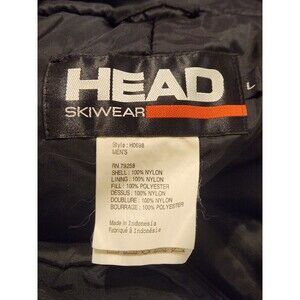 HEAD
SKIWEAR
L
Style: H0698
MEN'S
RN 79258
SHELL: 100% NYLON
LINING: 100% NYLON
FILL: 100% POLYESTER
DESSUS: 100% NYLON
DOUBLURE: 100% NYLON
BOURRAGE: 100% POLYESTER
Made in Indonesia
Fabriqué à Indonesia